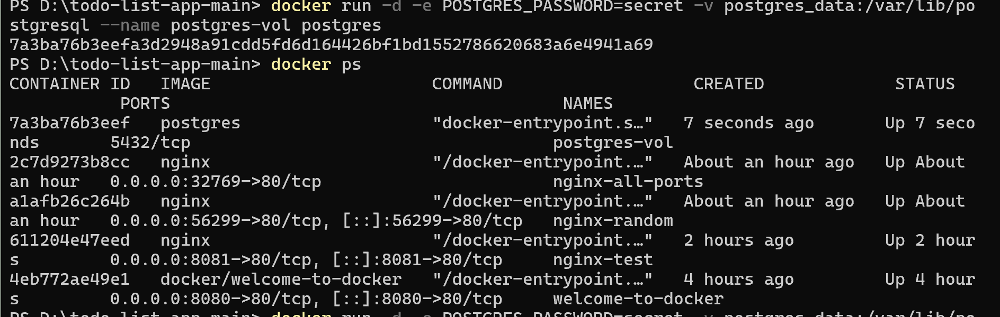 PS D:\todo-list-app-main> docker run -d -e POSTGRES_PASSWORD=secret -v postgres_data:/var/lib/po
stgresql --name postgres-vol postgres
7a3ba76b3eefa3d2948a91cdd5fd6d164426bf1bd1552786620683a6e4941a69
PS D:\todo-list-app-main> docker ps
CONTAINER ID   IMAGE                      COMMAND                   CREATED             STATUS
           PORTS                                       NAMES
7a3ba76b3eef   postgres                   "docker-entrypoint.s…"   7 seconds ago       Up 7 seco
nds       5432/tcp                                    postgres-vol
2c7d9273b8cc   nginx                      "/docker-entrypoint.…"   About an hour ago   Up About
an hour   0.0.0.0:32769->80/tcp                       nginx-all-ports
a1afb26c264b   nginx                      "/docker-entrypoint.…"   About an hour ago   Up About
an hour   0.0.0.0:56299->80/tcp, [::]:56299->80/tcp   nginx-random
611204e47eed   nginx                      "/docker-entrypoint.…"   2 hours ago         Up 2 hour
s         0.0.0.0:8081->80/tcp, [::]:8081->80/tcp     nginx-test
4eb772ae49e1   docker/welcome-to-docker   "/docker-entrypoint.…"   4 hours ago         Up 4 hour
s         0.0.0.0:8080->80/tcp, [::]:8080->80/tcp     welcome-to-docker
PS D:\todo-list-app-main> docker run -d -e POSTGRES_PASSWORD=secret -v postgres_data:/var/lib/po